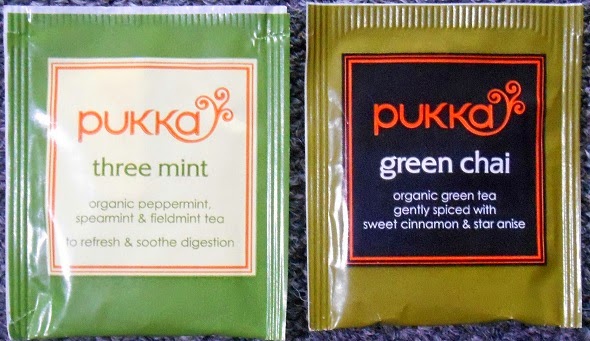 pukka
three mint
organic peppermint,
spearmint & fieldmint tea
to refresh & soothe digestion
pukka
green chai
organic green tea
gently spiced with
sweet cinnamon & star anise